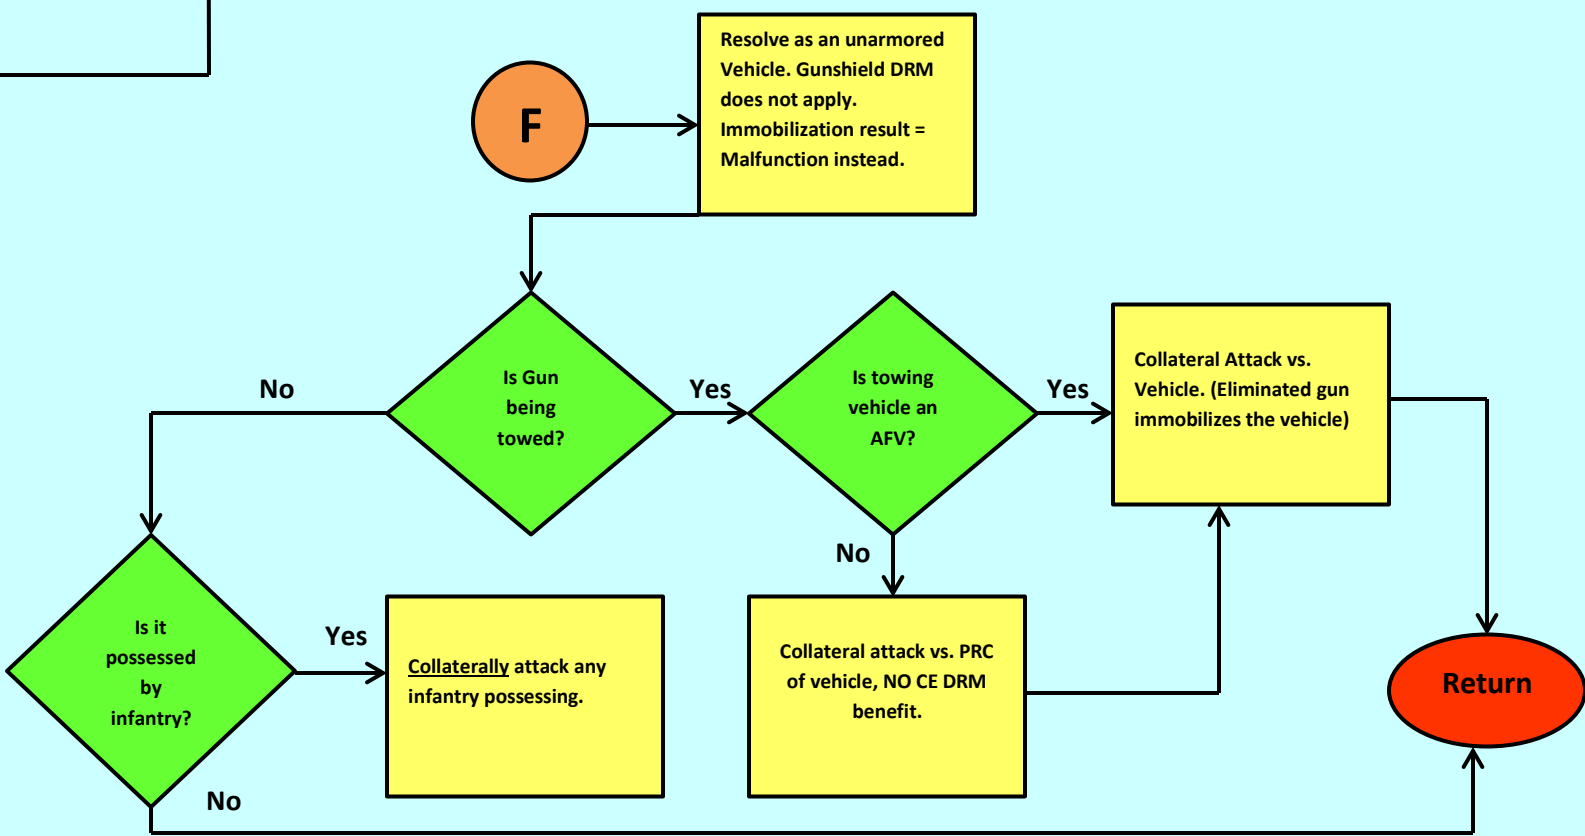 F
Resolve as an unarmored
Vehicle. Gunshield DRM
does not apply.
Immobilization result =
Malfunction instead.
No
Is Gun
being
towed?
Yes
Is towing
vehicle an
AFV?
Yes
Collateral Attack vs.
Vehicle. (Eliminated gun
immobilizes the vehicle)
No
Is it
possessed
by
infantry?
Yes
Collaterally attack any
infantry possessing.
Collateral attack vs. PRC
of vehicle, NO CE DRM
benefit.
Return
No